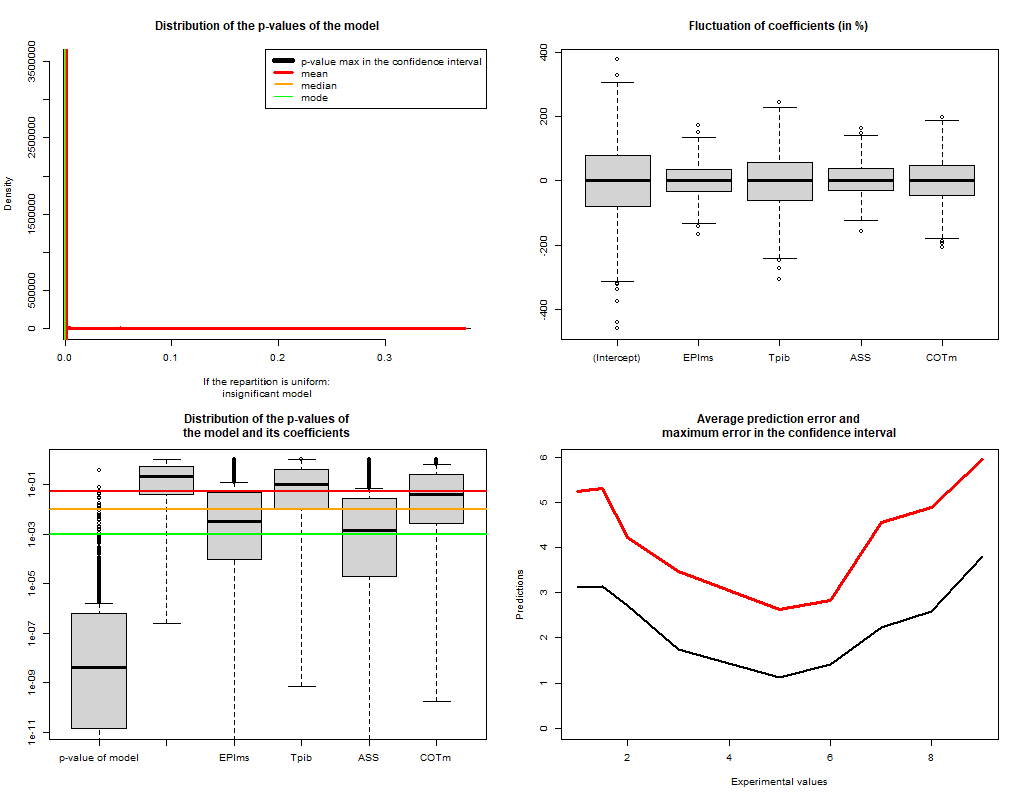 Distribution of the p-values of the model
3500000
2500000
1500000
500000
0
Density
p-value max in the confidence interval
mean
median
mode
0.0 0.1 0.2 0.3
If the repartition is uniform:
insignificant model
Fluctuation of coefficients (in %)
400
200
0
-200
-400
(Intercept) EPIms Tpib ASS COTm
Distribution of the p-values of
the model and its coefficients
1e-01
1e-03
1e-05
1e-07
1e-09
1e-11
p-value of model EPIms Tpib ASS COTm
Average prediction error and
maximum error in the confidence interval
6
5
4
3
2
1
0
Predictions
2 4 6 8
Experimental values